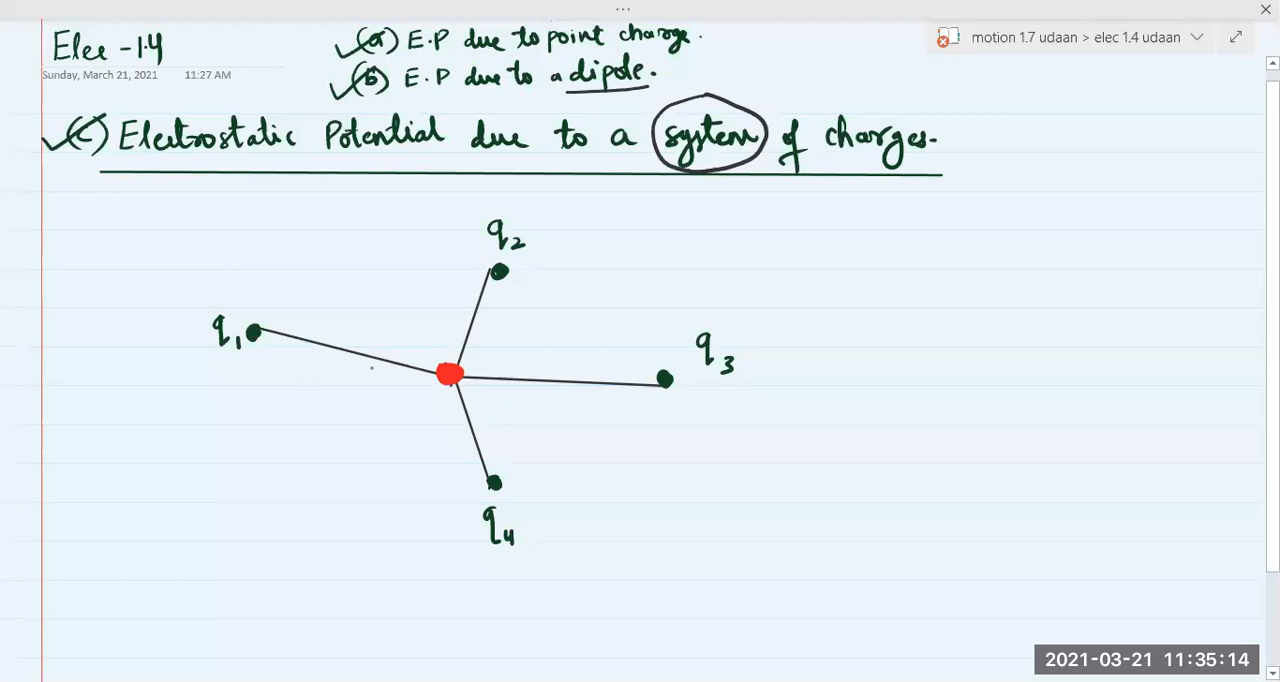 ...
motion 1.7 udaan > elec 1.4 udaan
Elec - 1.4
Sunday, March 21, 2021 11:27 AM
(a) E.P due to point charge.
(b) E.P due to a dipole.
(c) Electrostatic Potential due to a system of charges.
q2
q1
q3
q4
2021-03-21 11:35:14